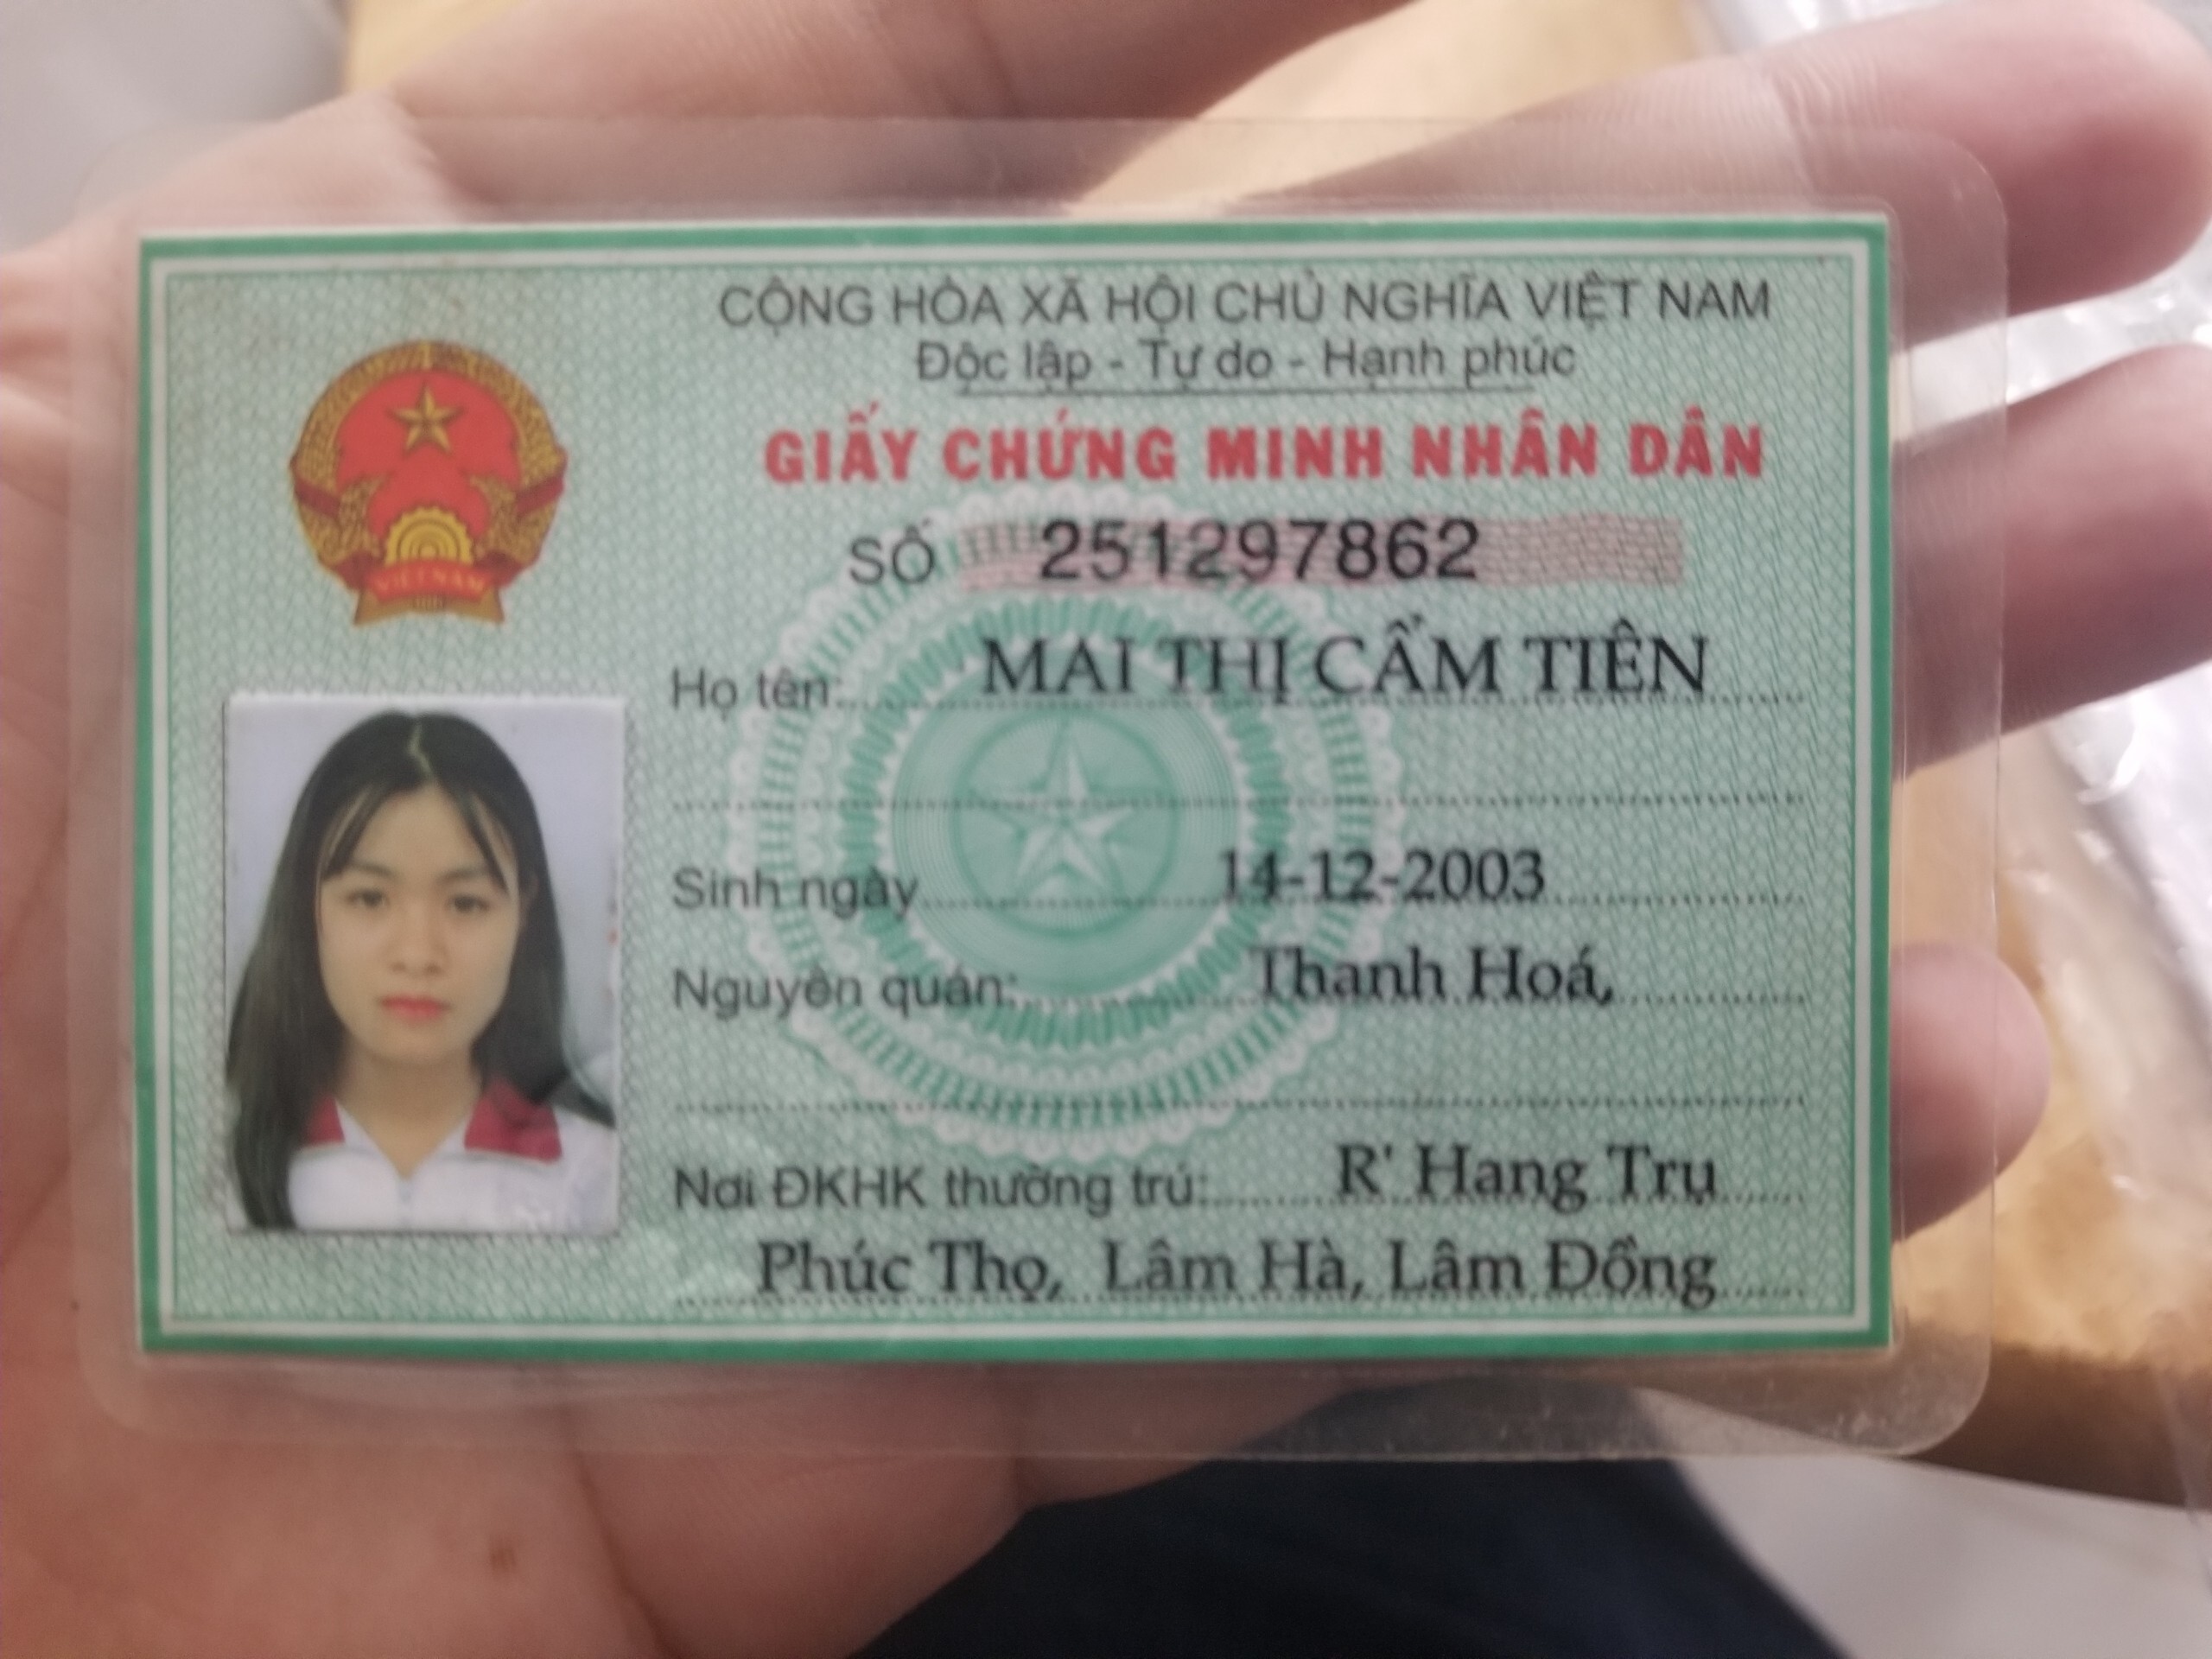 CỘNG HÒA XÃ HỘI CHỦ NGHĨA VIỆT NAM
Độc lập - Tự do - Hạnh phúc
GIẤY CHỨNG MINH NHÂN DÂN
SỐ 251297862
VIỆT NAM
Họ tên: MAI THỊ CẨM TIÊN
Sinh ngày 14-12-2003
Nguyên quán: Thanh Hoá,
Nơi ĐKHK thường trú: R' Hang Trụ
Phúc Thọ, Lâm Hà, Lâm Đồng